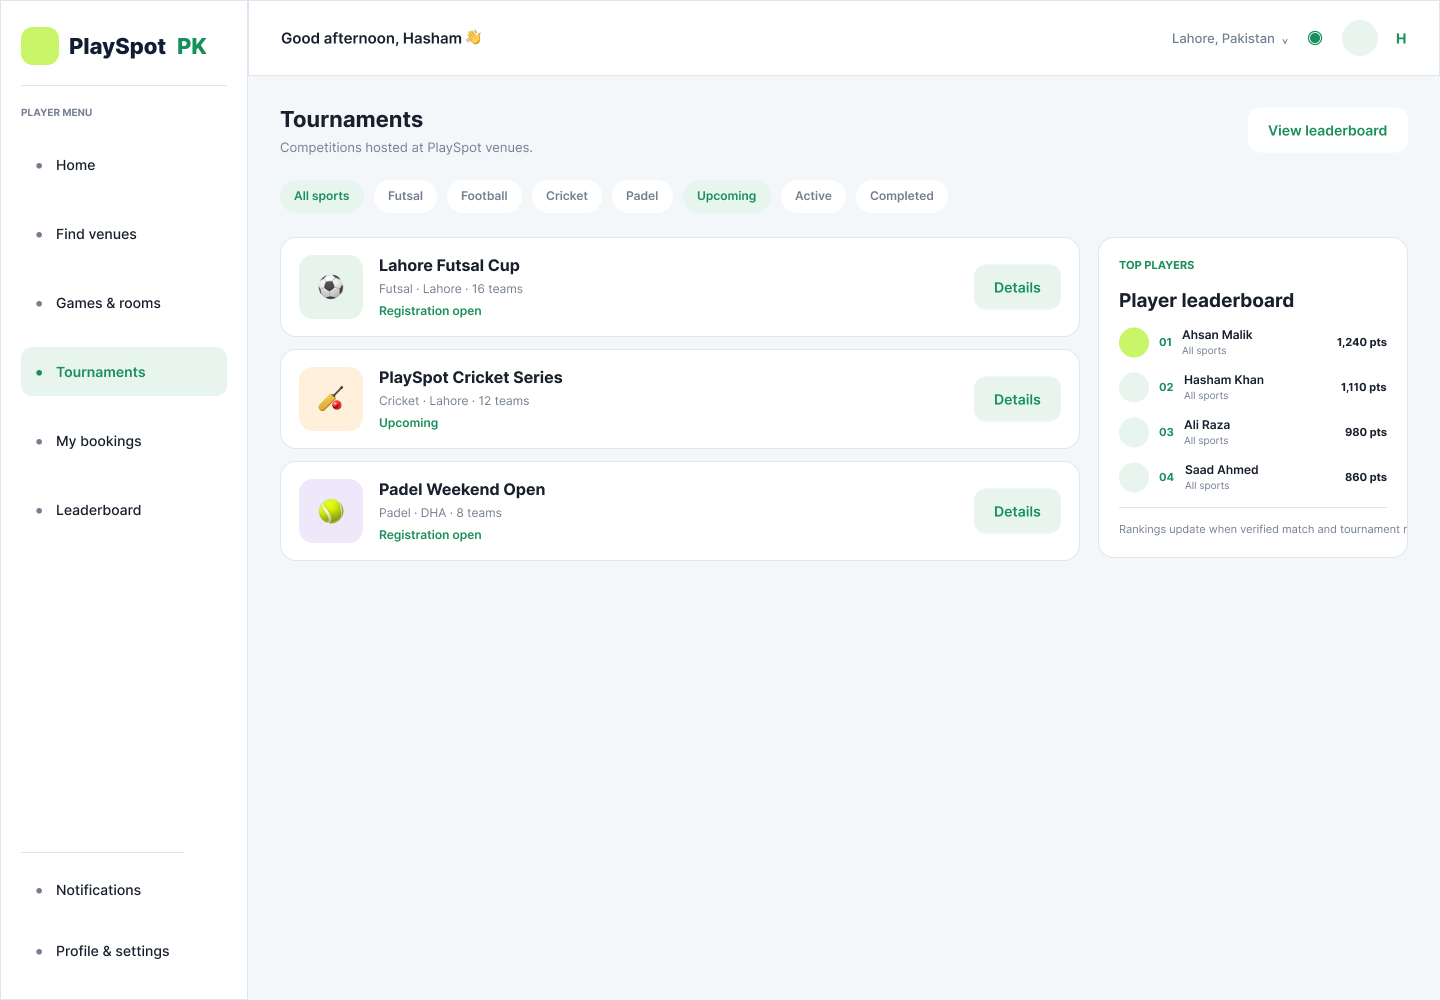 PlaySpot PK
PLAYER MENU
Home
Find venues
Games & rooms
Tournaments
My bookings
Leaderboard
Notifications
Profile & settings
Good afternoon, Hasham 👋
Lahore, Pakistan ⌄
H
Tournaments
Competitions hosted at PlaySpot venues.
View leaderboard
All sports
Futsal
Football
Cricket
Padel
Upcoming
Active
Completed
Lahore Futsal Cup
Futsal · Lahore · 16 teams
Registration open
Details
PlaySpot Cricket Series
Cricket · Lahore · 12 teams
Upcoming
Details
Padel Weekend Open
Padel · DHA · 8 teams
Registration open
Details
TOP PLAYERS
Player leaderboard
01 Ahsan Malik 1,240 pts
All sports
02 Hasham Khan 1,110 pts
All sports
03 Ali Raza 980 pts
All sports
04 Saad Ahmed 860 pts
All sports
Rankings update when verified match and tournament